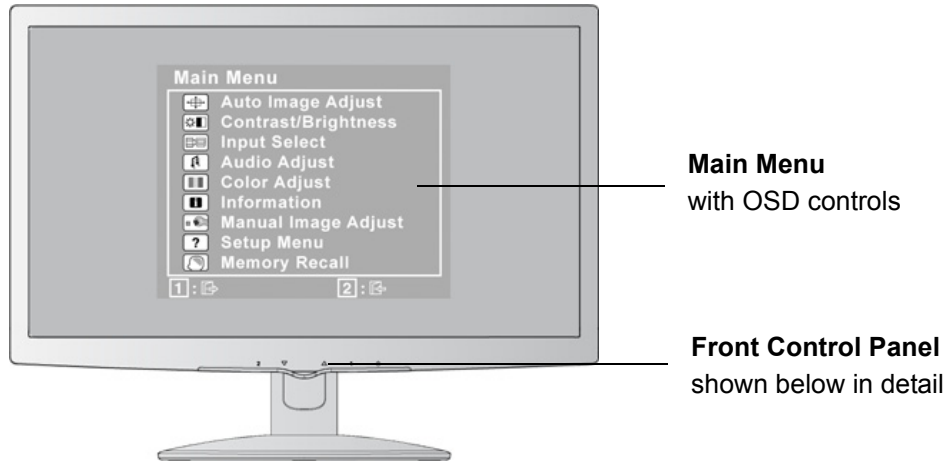 Main Menu
Auto Image Adjust
Contrast/Brightness
Input Select
Audio Adjust
Color Adjust
Information
Manual Image Adjust
? Setup Menu
Memory Recall
1 : 2 :
Main Menu
with OSD controls
Front Control Panel
shown below in detail